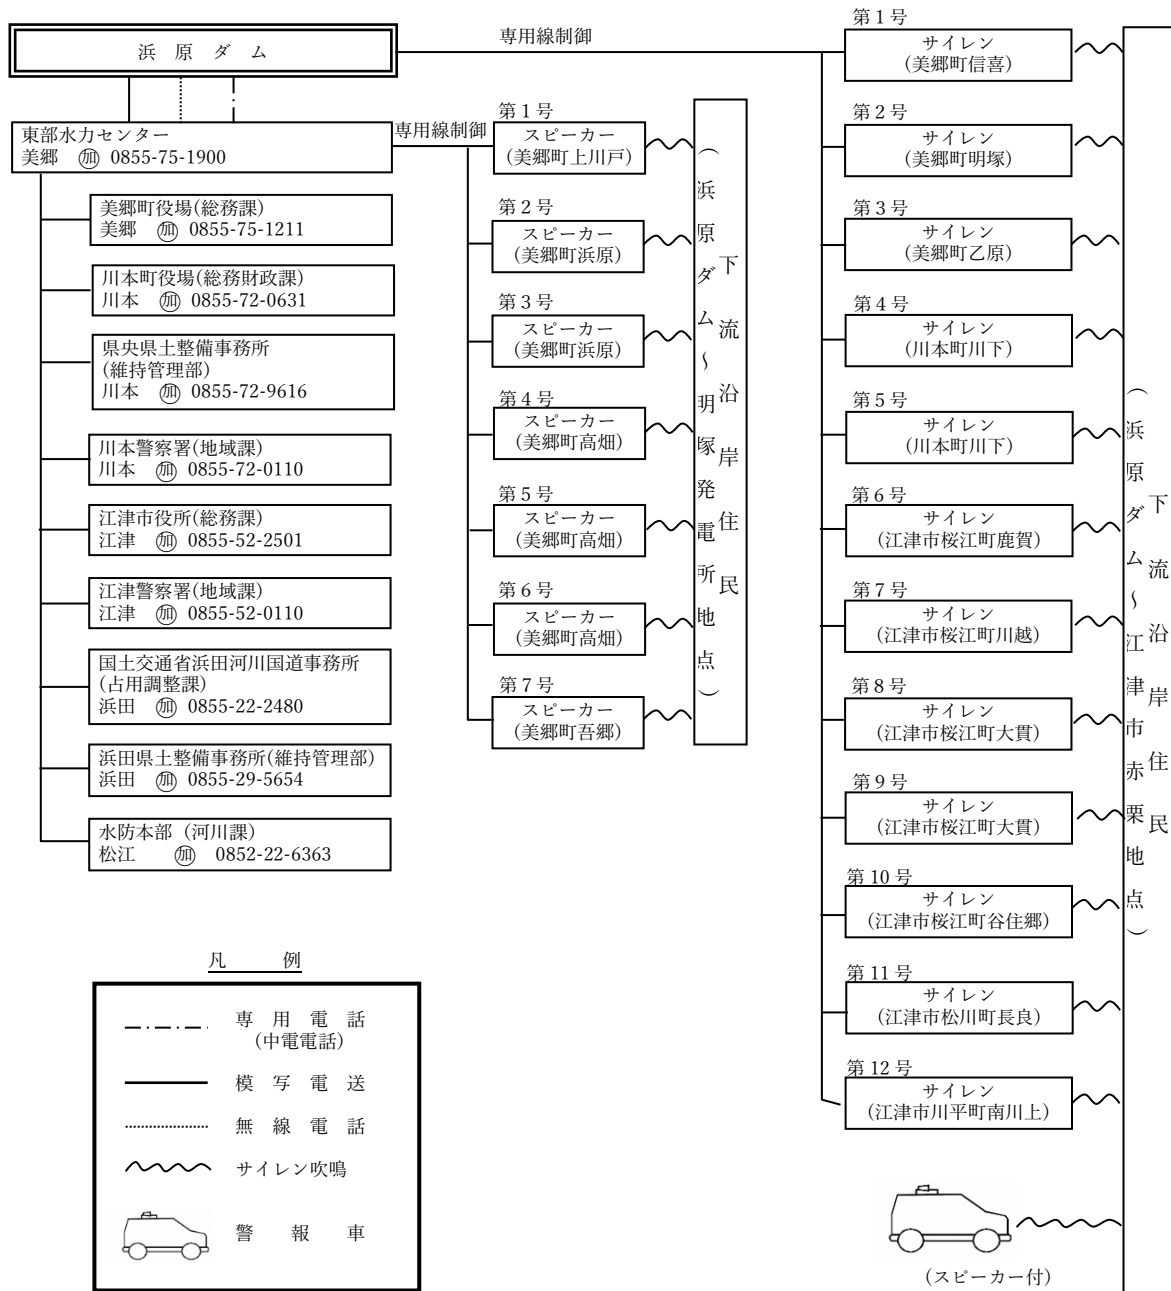 浜原ダム
専用線制御
東部水力センター
美郷 ㋕ 0855-75-1900
専用線制御
美郷町役場(総務課)
美郷 加 0855-75-1211
川本町役場(総務財政課)
川本 加 0855-72-0631
県央県土整備事務所
(維持管理部)
川本 加 0855-72-9616
川本警察署(地域課)
川本 加 0855-72-0110
江津市役所(総務課)
江津 加 0855-52-2501
江津警察署(地域課)
江津 加 0855-52-0110
国土交通省浜田河川国道事務所
(占用調整課)
浜田 加 0855-22-2480
浜田県土整備事務所(維持管理部)
浜田 加 0855-29-5654
水防本部（河川課）
松江 加 0852-22-6363
第1号
スピーカー
(美郷町上川戸)
第2号
スピーカー
(美郷町浜原)
第3号
スピーカー
(美郷町浜原)
第4号
スピーカー
(美郷町高畑)
第5号
スピーカー
(美郷町高畑)
第6号
スピーカー
(美郷町高畑)
第7号
スピーカー
(美郷町吾郷)
下流沿岸住民
（浜原ダム～明塚発電所地点）
第1号
サイレン
(美郷町信喜)
第2号
サイレン
(美郷町明塚)
第3号
サイレン
(美郷町乙原)
第4号
サイレン
(川本町川下)
第5号
サイレン
(川本町川下)
第6号
サイレン
(江津市桜江町鹿賀)
第7号
サイレン
(江津市桜江町川越)
第8号
サイレン
(江津市桜江町大貫)
第9号
サイレン
(江津市桜江町大貫)
第10号
サイレン
(江津市桜江町谷住郷)
第11号
サイレン
(江津市松川町長良)
第12号
サイレン
(江津市川平町南川上)
(スピーカー付)
下流沿岸住民
（浜原ダム～江津市赤栗地点）
凡例
専用電話
(中電電話)
模写電送
無線電話
サイレン吹鳴
警報車